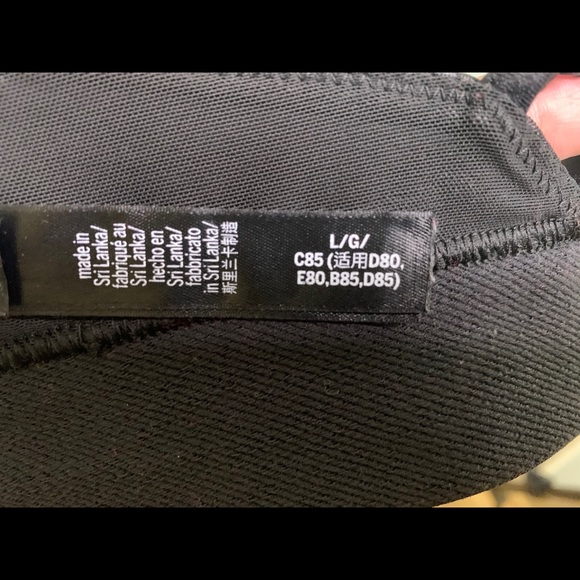 made in
Sri Lanka/
fabriqué au
Sri Lanka/
hecho en
Sri Lanka/
fabbricato
in Sri Lanka/
斯里兰卡制造
L/G/
C85 (适用D80,
E80,B85,D85)